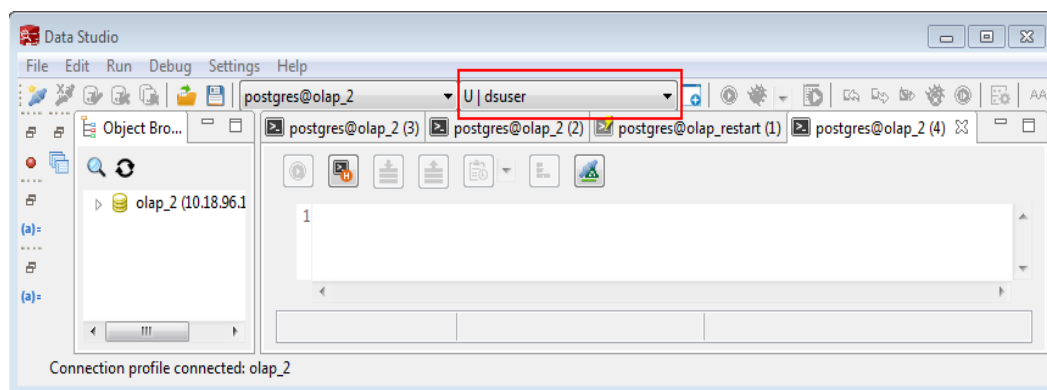 Data Studio
File Edit Run Debug Settings Help
postgres@olap_2 U | dsuser AA
Object Bro... postgres@olap_2 (3) postgres@olap_2 (2) postgres@olap_restart (1) postgres@olap_2 (4)
olap_2 (10.18.96.1
1
(a)=
(a)=
Connection profile connected: olap_2